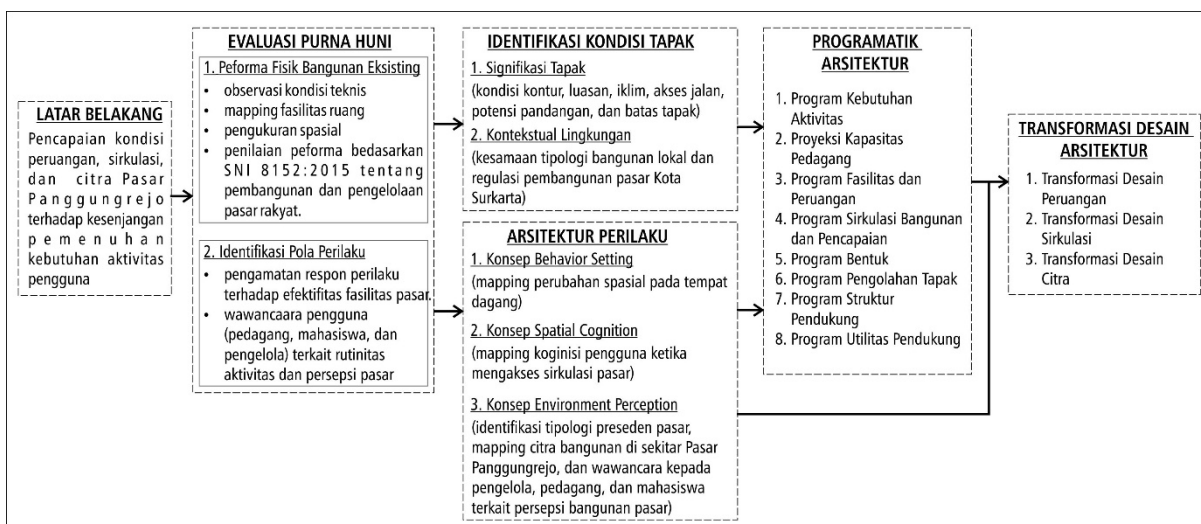 LATAR BELAKANG
Pencapaian kondisi
peruangan, sirkulasi,
dan citra Pasar
Panggungrejo
terhadap kesenjangan
pemenuhan
kebutuhan aktivitas
pengguna
EVALUASI PURNA HUNI
1. Peforma Fisik Bangunan Eksisting
• observasi kondisi teknis
• mapping fasilitas ruang
• pengukuran spasial
• penilaian peforma bedasarkan
SNI 8152:2015 tentang
pembangunan dan pengelolaan
pasar rakyat.
2. Identifikasi Pola Perilaku
• pengamatan respon perilaku
terhadap efektifitas fasilitas pasar.
• wawancaara pengguna
(pedagang, mahasiswa, dan
pengelola) terkait rutinitas
aktivitas dan persepsi pasar
IDENTIFIKASI KONDISI TAPAK
1. Signifikasi Tapak
(kondisi kontur, luasan, iklim, akses jalan,
potensi pandangan, dan batas tapak)
2. Kontekstual Lingkungan
(kesamaan tipologi bangunan lokal dan
regulasi pembangunan pasar Kota
Surkarta)
ARSITEKTUR PERILAKU
1. Konsep Behavior Setting
(mapping perubahan spasial pada tempat
dagang)
2. Konsep Spatial Cognition
(mapping koginisi pengguna ketika
mengakses sirkulasi pasar)
3. Konsep Environment Perception
(identifikasi tipologi preseden pasar,
mapping citra bangunan di sekitar Pasar
Panggungrejo, dan wawancara kepada
pengelola, pedagang, dan mahasiswa
terkait persepsi bangunan pasar)
PROGRAMATIK
ARSITEKTUR
1. Program Kebutuhan
Aktivitas
2. Proyeksi Kapasitas
Pedagang
3. Program Fasilitas dan
Peruangan
4. Program Sirkulasi Bangunan
dan Pencapaian
5. Program Bentuk
6. Program Pengolahan Tapak
7. Program Struktur
Pendukung
8. Program Utilitas Pendukung
TRANSFORMASI DESAIN
ARSITEKTUR
1. Transformasi Desain
Peruangan
2. Transformasi Desain
Sirkulasi
3. Transformasi Desain
Citra